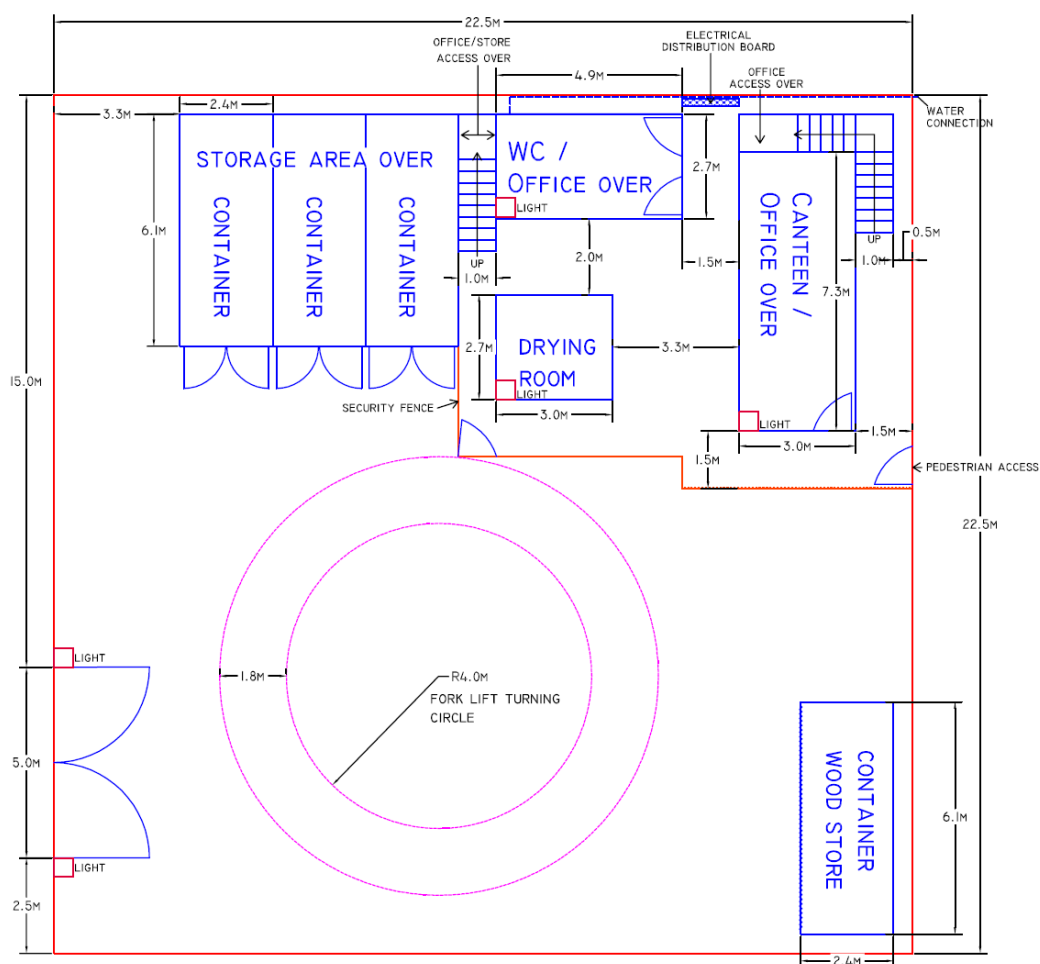 22.5M
OFFICE/STORE
ACCESS OVER
ELECTRICAL
DISTRIBUTION BOARD
4.9M
OFFICE
ACCESS OVER
2.4M
3.3M
WATER
CONNECTION
STORAGE AREA OVER
WC /
OFFICE OVER
2.7M
CONTAINER
CONTAINER
CONTAINER
6.1M
LIGHT
CANTEEN /
OFFICE OVER
UP
1.0M
2.0M
1.5M
UP
1.0M
0.5M
7.3M
2.7M
DRYING
ROOM
3.3M
15.0M
SECURITY FENCE
LIGHT
3.0M
LIGHT
3.0M
1.5M
1.5M
PEDESTRIAN ACCESS
22.5M
LIGHT
1.8M
R4.0M
FORK LIFT TURNING
CIRCLE
5.0M
CONTAINER
WOOD STORE
6.1M
LIGHT
2.5M
2.4M